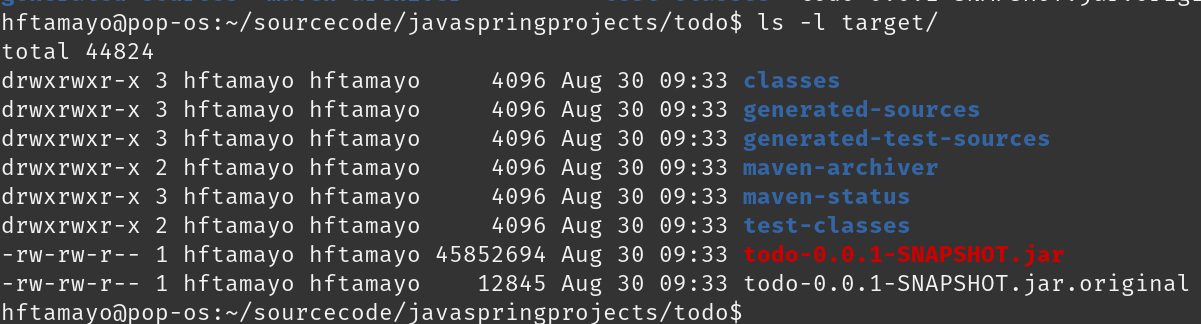 hftamayo@pop-os:~/sourcecode/javaspringprojects/todo$ ls -l target/
total 44824
drwxrwxr-x 3 hftamayo hftamayo     4096 Aug 30 09:33 classes
drwxrwxr-x 3 hftamayo hftamayo     4096 Aug 30 09:33 generated-sources
drwxrwxr-x 3 hftamayo hftamayo     4096 Aug 30 09:33 generated-test-sources
drwxrwxr-x 2 hftamayo hftamayo     4096 Aug 30 09:33 maven-archiver
drwxrwxr-x 3 hftamayo hftamayo     4096 Aug 30 09:33 maven-status
drwxrwxr-x 2 hftamayo hftamayo     4096 Aug 30 09:33 test-classes
-rw-rw-r-- 1 hftamayo hftamayo 45852694 Aug 30 09:33 todo-0.0.1-SNAPSHOT.jar
-rw-rw-r-- 1 hftamayo hftamayo    12845 Aug 30 09:33 todo-0.0.1-SNAPSHOT.jar.original
hftamayo@pop-os:~/sourcecode/javaspringprojects/todo$